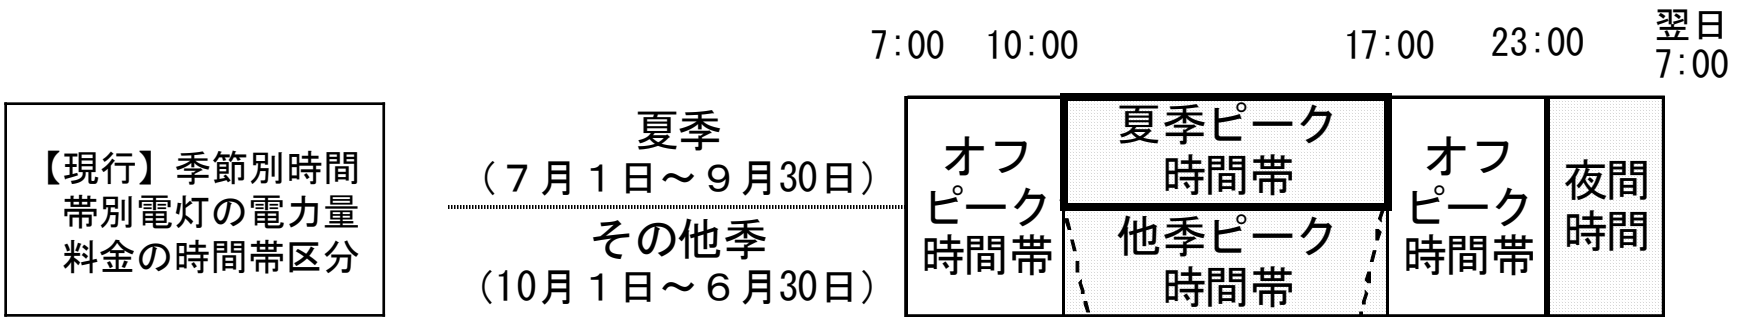 7:00 10:00 17:00 23:00 翌日
7:00
【現行】季節別時間
帯別電灯の電力量
料金の時間帯区分
夏季
（７月１日～９月30日）
その他季
（10月１日～６月30日）
オフ
ピーク
時間帯
夏季ピーク
時間帯
他季ピーク
時間帯
オフ
ピーク
時間帯
夜間
時間